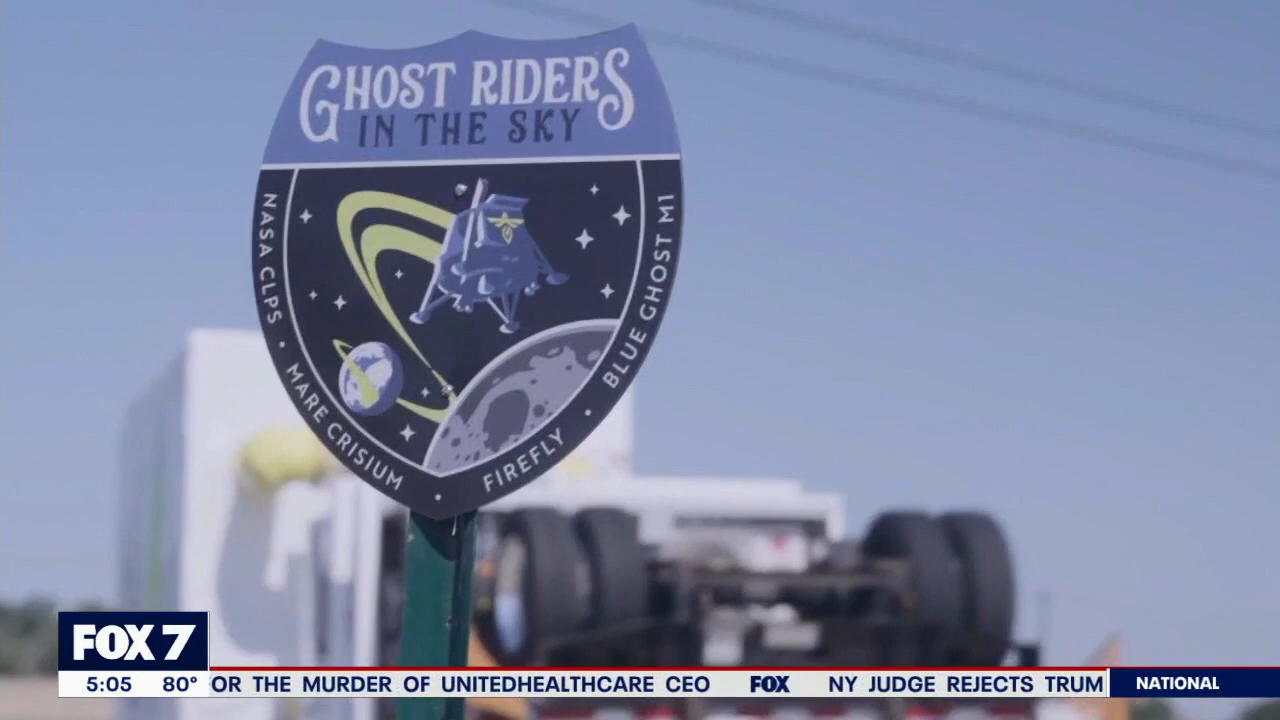 GHOST RIDERS
IN THE SKY
NASA CLPS • MARE CRISIUM • FIREFLY • BLUE GHOST M1
FOX 7
5:05 80° OR THE MURDER OF UNITEDHEALTHCARE CEO FOX NY JUDGE REJECTS TRUM NATIONAL